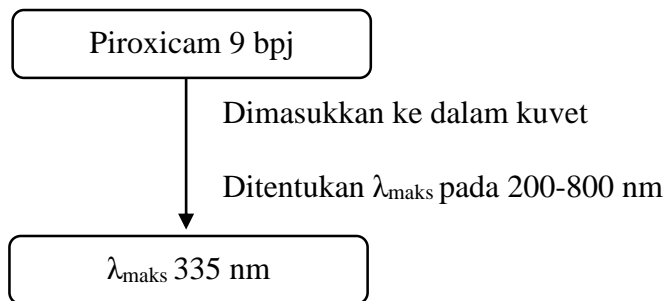 Piroxicam 9 bpj
Dimasukkan ke dalam kuvet
Ditentukan λmaks pada 200-800 nm
λmaks 335 nm